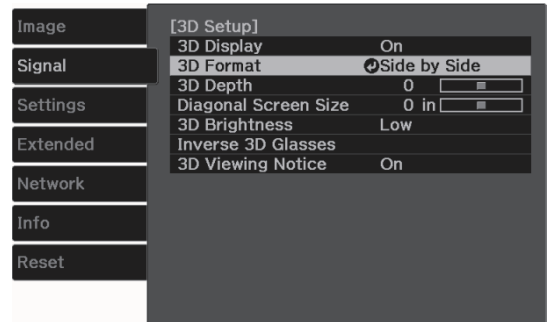 Image
Signal
Settings
Extended
Network
Info
Reset
[3D Setup]
3D Display On
3D Format Side by Side
3D Depth 0
Diagonal Screen Size 0 in
3D Brightness Low
Inverse 3D Glasses
3D Viewing Notice On